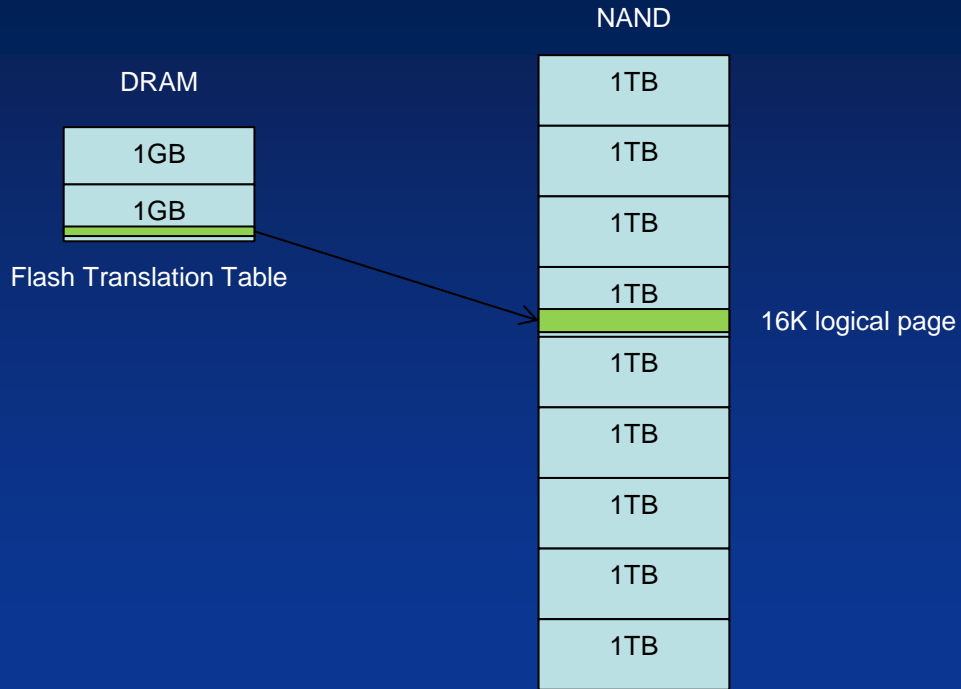 NAND
DRAM
1GB
1GB
Flash Translation Table
1TB
1TB
1TB
1TB
16K logical page
1TB
1TB
1TB
1TB
1TB